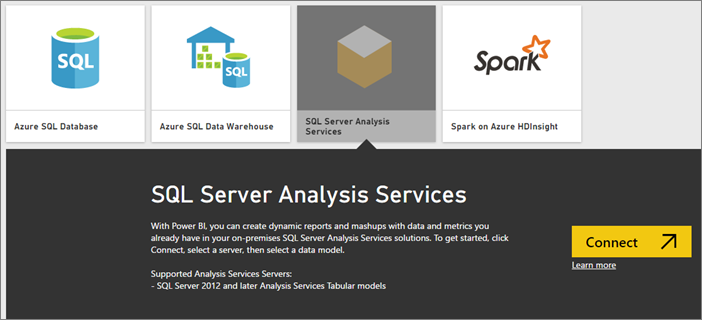 SQL
SQL
Spark
Azure SQL Database
Azure SQL Data Warehouse
SQL Server Analysis
Services
Spark on Azure HDInsight
SQL Server Analysis Services
With Power BI, you can create dynamic reports and mashups with data and metrics you
already have in your on-premises SQL Server Analysis Services solutions. To get started, click
Connect, select a server, then select a data model.
Connect
Learn more
Supported Analysis Services Servers:
- SQL Server 2012 and later Analysis Services Tabular models